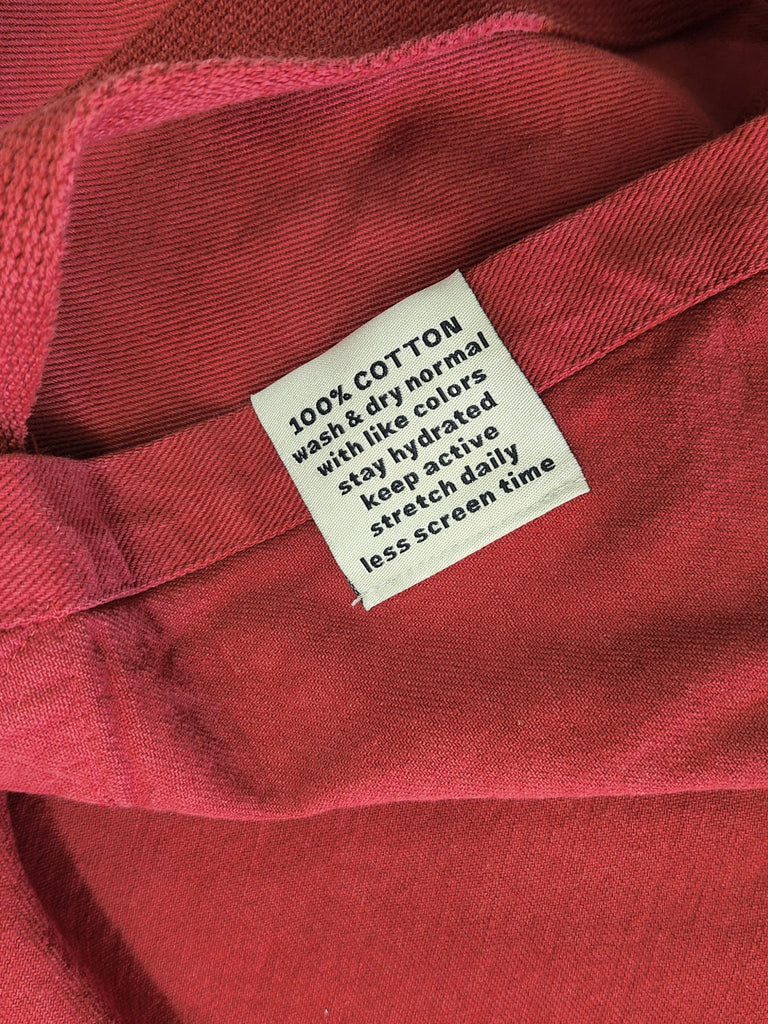 100% COTTON
wash & dry normal
with like colors
stay hydrated
keep active
stretch daily
less screen time